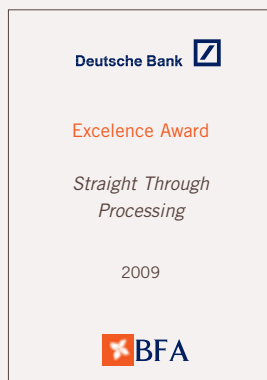 Deutsche Bank
Excelence Award
Straight Through
Processing
2009
BFA